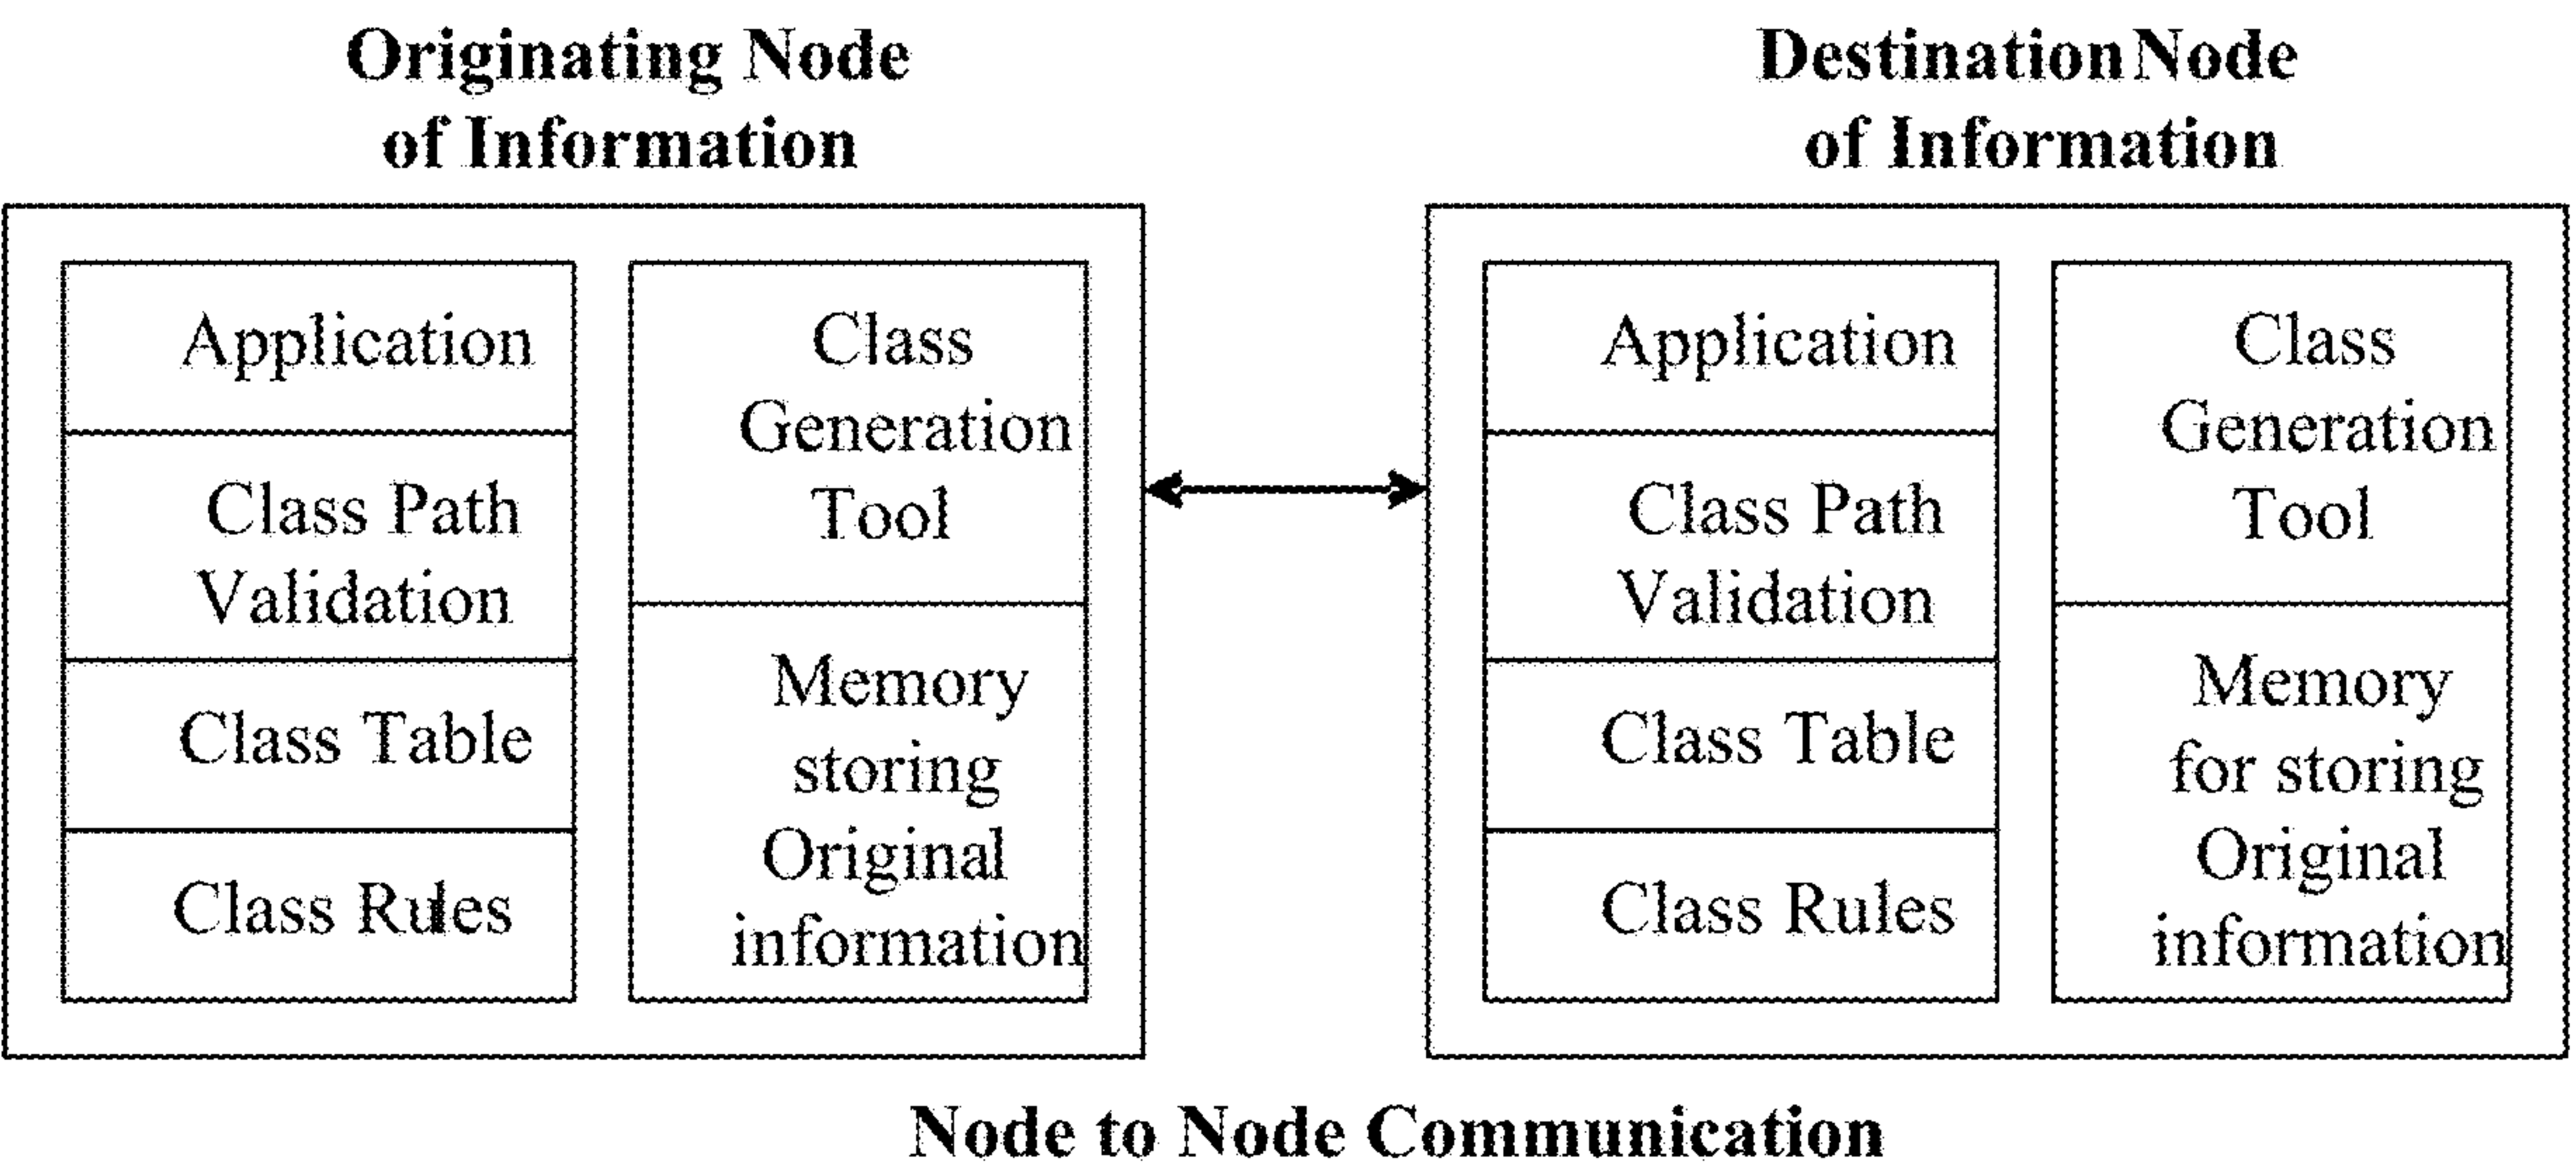 Originating Node
of Information
Destination Node
of Information
Application
Class Path
Validation
Class Table
Class Rules
Class
Generation
Tool
Memory
storing
Original
information
Application
Class Path
Validation
Class Table
Class Rules
Class
Generation
Tool
Memory
for storing
Original
information
Node to Node Communication